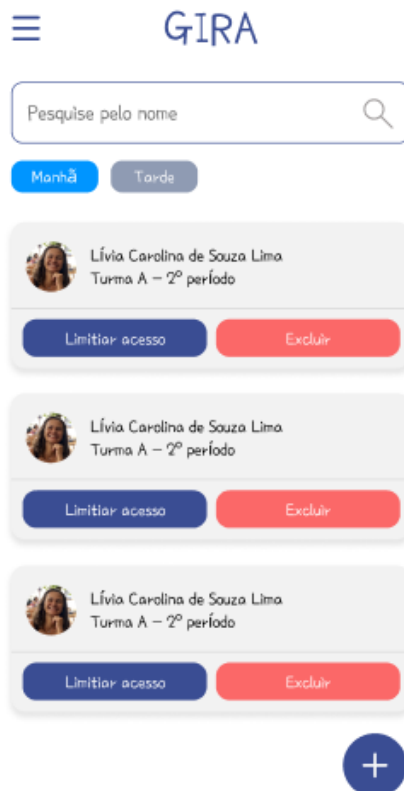 GIRA
Pesquise pelo nome
Manhã
Tarde
Lívia Carolina de Souza Lima
Turma A – 2º período
Limitiar acesso
Excluir
Lívia Carolina de Souza Lima
Turma A – 2º período
Limitiar acesso
Excluir
Lívia Carolina de Souza Lima
Turma A – 2º período
Limitiar acesso
Excluir